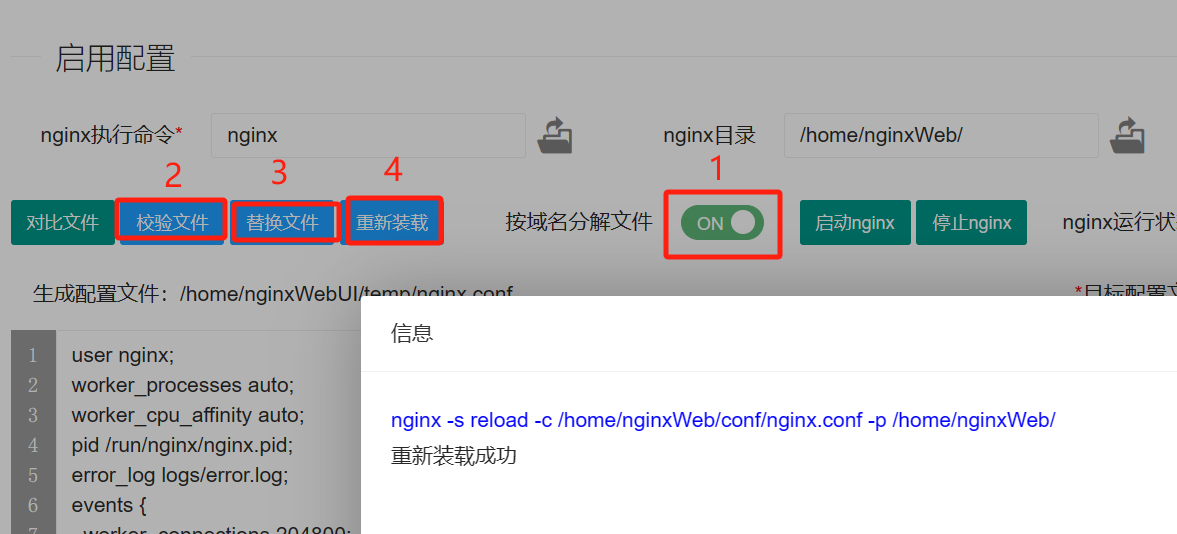 启用配置
nginx执行命令* nginx nginx目录 /home/nginxWeb/
2 3 4 1
对比文件 校验文件 替换文件 重新装载 按域名分解文件 ON 启动nginx 停止nginx nginx运行状
生成配置文件：/home/nginxWebUI/temp/nginx.conf *目标配置文
信息
1 user nginx;
2 worker_processes auto;
3 worker_cpu_affinity auto;
4 pid /run/nginx/nginx.pid;
5 error_log logs/error.log;
6 events {
7 worker_connections 204800;
nginx -s reload -c /home/nginxWeb/conf/nginx.conf -p /home/nginxWeb/
重新装载成功